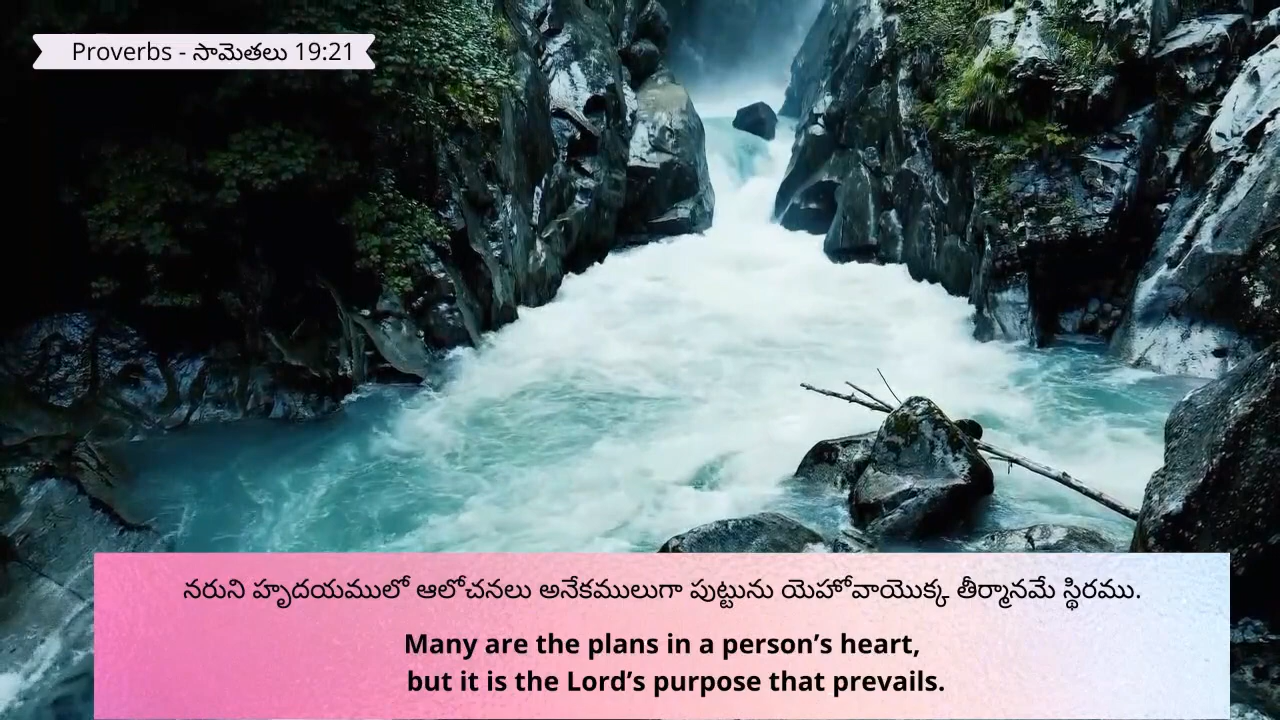 Proverbs - సామెతలు 19:21
నరుని హృదయములో ఆలోచనలు అనేకములుగా పుట్టును యెహోవాయొక్క తీర్మానమే స్థిరము.
Many are the plans in a person’s heart,
but it is the Lord’s purpose that prevails.